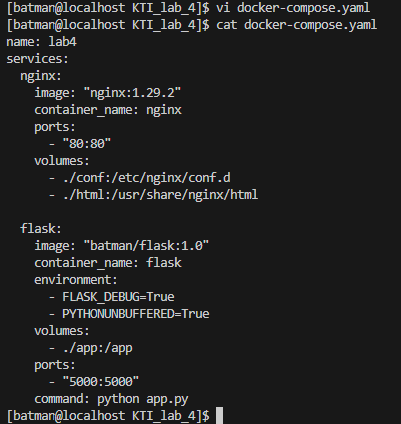 [batman@localhost KTI_lab_4]$ vi docker-compose.yaml
[batman@localhost KTI_lab_4]$ cat docker-compose.yaml
name: lab4
services:
  nginx:
    image: "nginx:1.29.2"
    container_name: nginx
    ports:
      - "80:80"
    volumes:
      - ./conf:/etc/nginx/conf.d
      - ./html:/usr/share/nginx/html

  flask:
    image: "batman/flask:1.0"
    container_name: flask
    environment:
      - FLASK_DEBUG=True
      - PYTHONUNBUFFERED=True
    volumes:
      - ./app:/app
    ports:
      - "5000:5000"
    command: python app.py
[batman@localhost KTI_lab_4]$